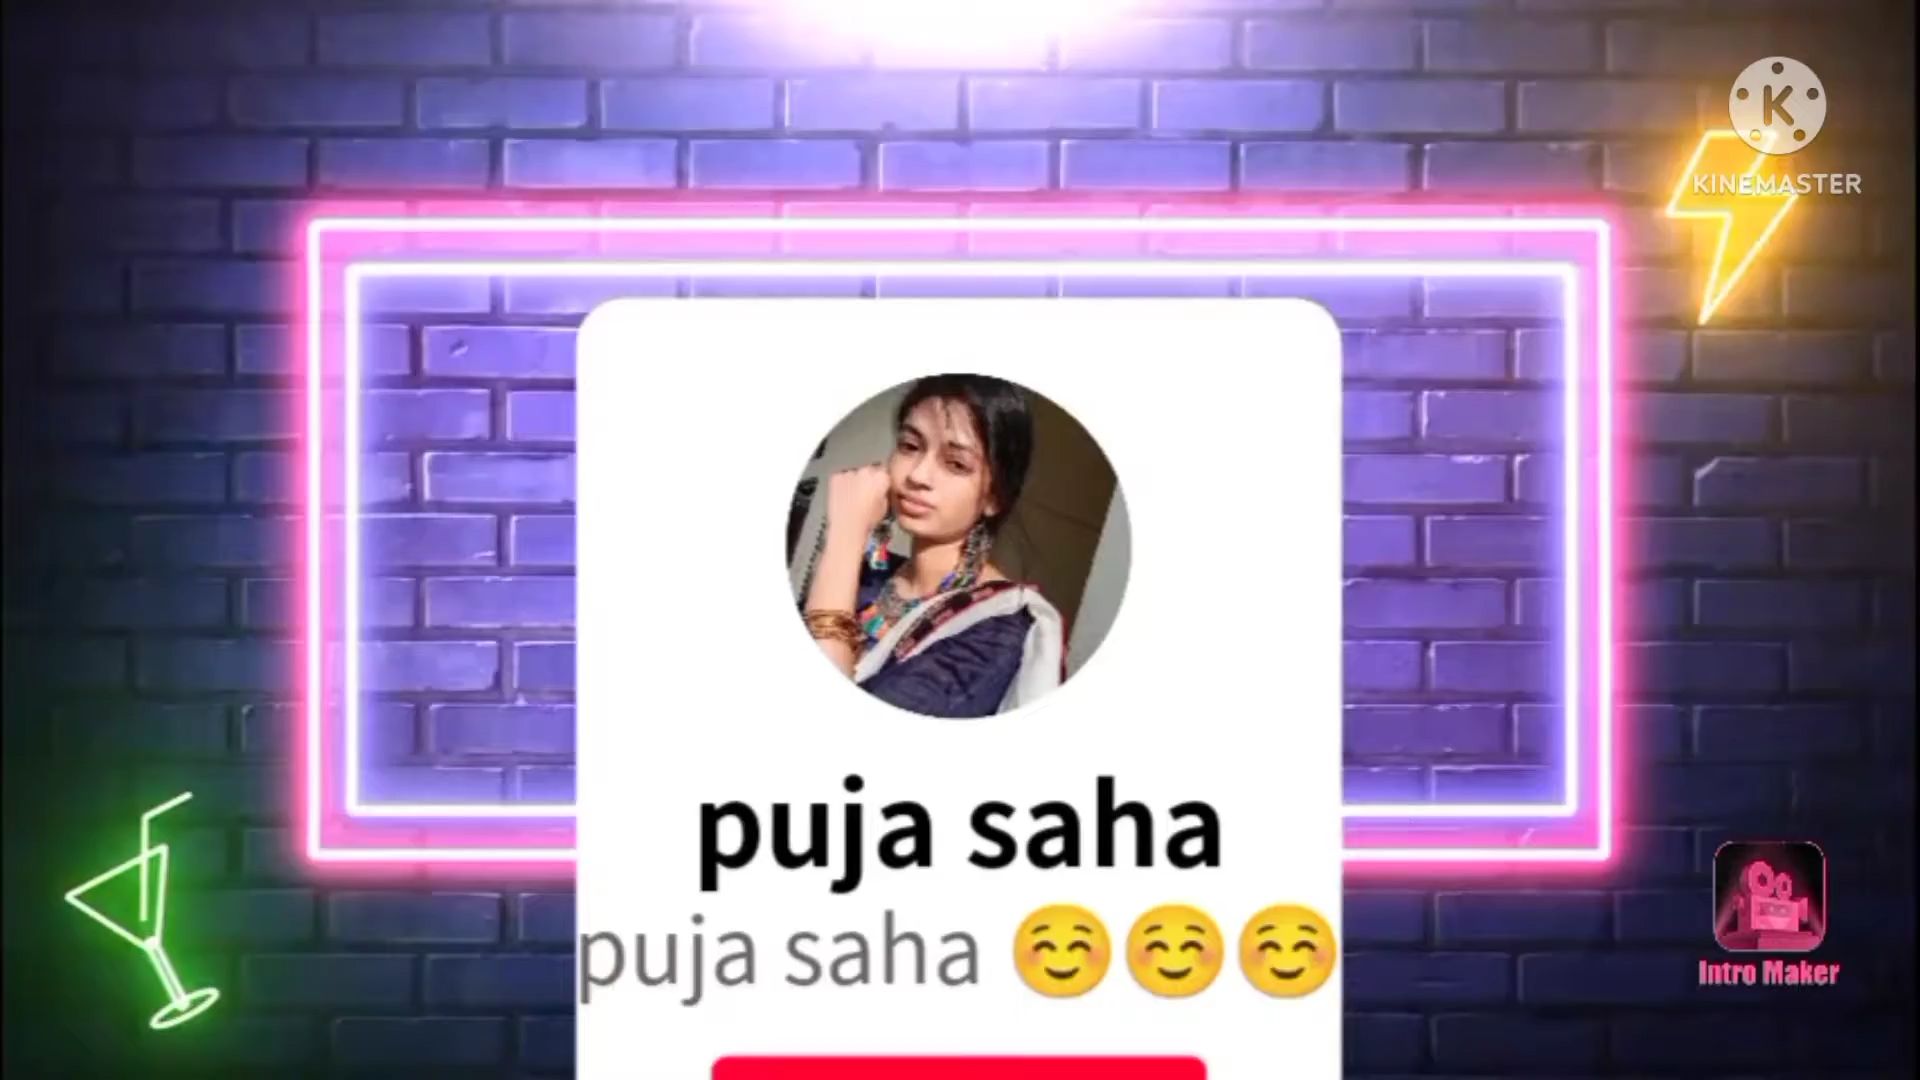 K
KINEMASTER
puja saha
puja saha ☺️☺️☺️
Intro Maker